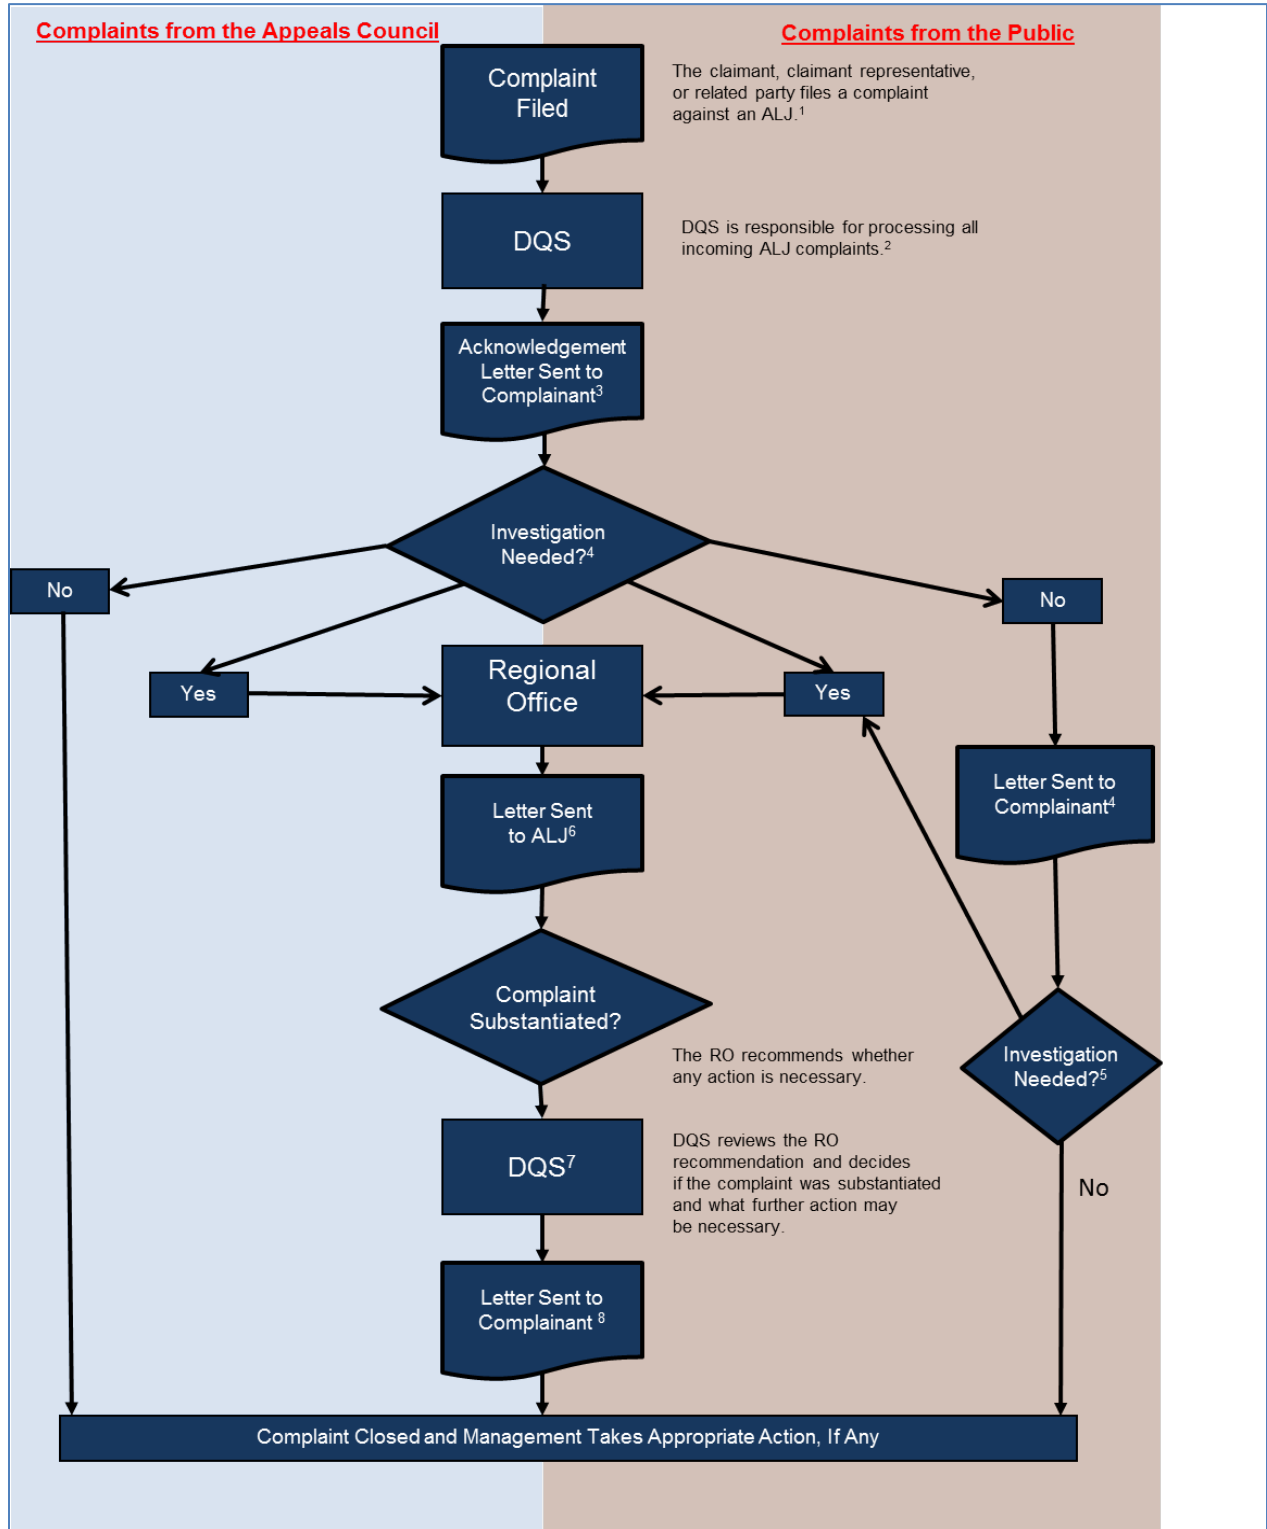 Complaints from the Appeals Council
Complaints from the Public
Complaint
Filed
The claimant, claimant representative,
or related party files a complaint
against an ALJ.¹
DQS
DQS is responsible for processing all
incoming ALJ complaints.²
Acknowledgement
Letter Sent to
Complainant³
Investigation
Needed?⁴
No
No
Yes
Regional
Office
Yes
Letter Sent
to ALJ⁶
Letter Sent to
Complainant⁴
Complaint
Substantiated?
The RO recommends whether
any action is necessary.
Investigation
Needed?⁵
DQS⁷
DQS reviews the RO
recommendation and decides
if the complaint was substantiated
and what further action may
be necessary.
No
Letter Sent to
Complainant ⁸
Complaint Closed and Management Takes Appropriate Action, If Any